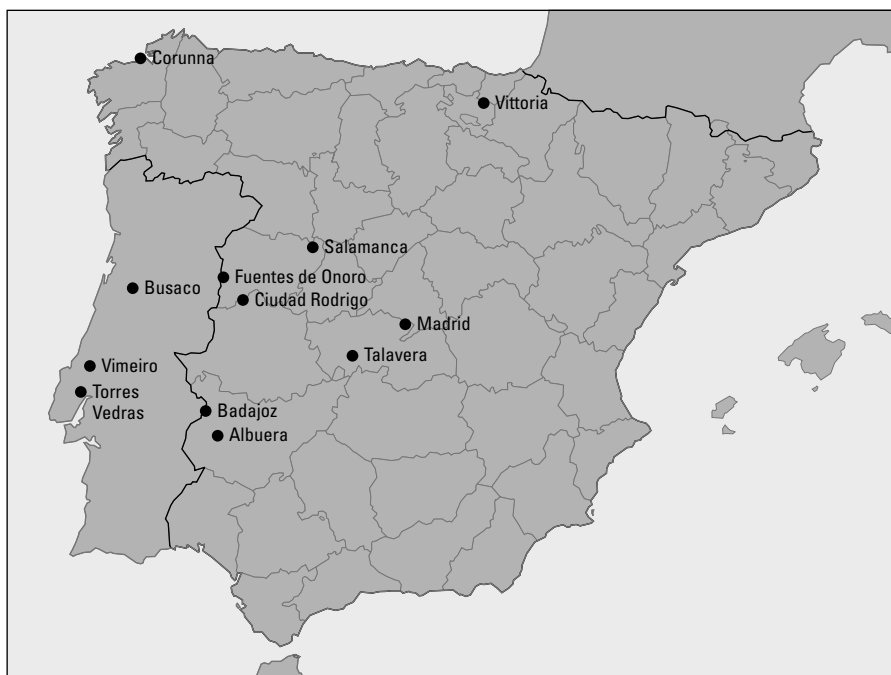 Corunna
Vittoria
Salamanca
Fuentes de Onoro
Busaco
Ciudad Rodrigo
Madrid
Talavera
Vimeiro
Torres
Vedras
Badajoz
Albuera